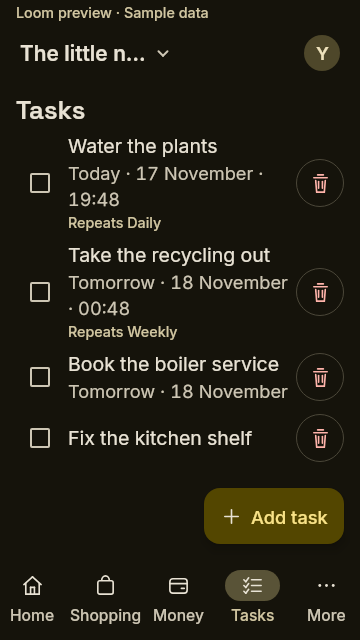 Loom preview · Sample data
The little n...
Y
Tasks
Water the plants
Today · 17 November ·
19:48
Repeats Daily
Take the recycling out
Tomorrow · 18 November
· 00:48
Repeats Weekly
Book the boiler service
Tomorrow · 18 November
Fix the kitchen shelf
Add task
Home
Shopping
Money
Tasks
More